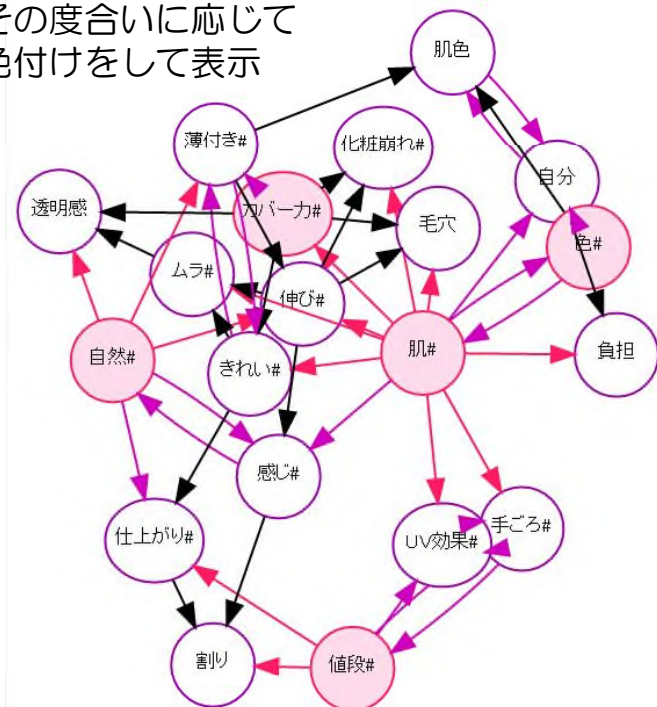 その度合いに応じて
色付けをして表示
肌色
薄付き#
化粧崩れ#
自分
透明感
カバー力#
毛穴
色#
ムラ#
伸び#
自然#
きれい#
肌#
負担
感じ#
仕上がり#
UV効果#
手ごろ#
割り
値段#